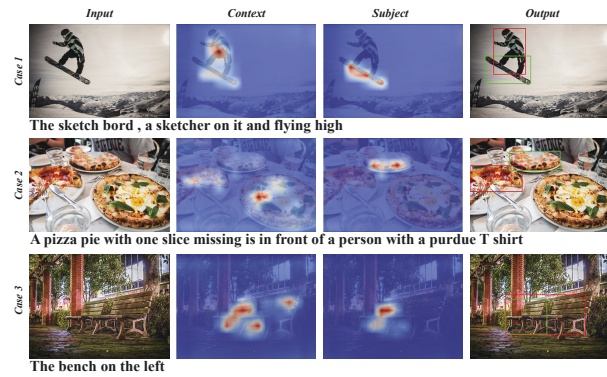 Input Context Subject Output
Case 1
The sketch bord , a sketcher on it and flying high
Case 2
PURDUE
A pizza pie with one slice missing is in front of a person with a purdue T shirt
Case 3
The bench on the left